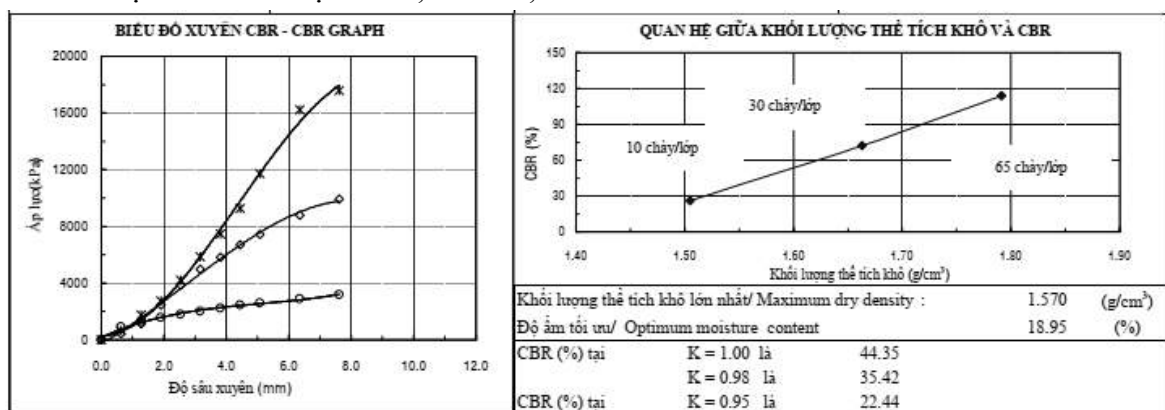 BIỂU ĐỒ XUYÊN CBR - CBR GRAPH
20000
16000
12000
8000
4000
0
Áp lực(kPa)
0.0 2.0 4.0 6.0 8.0 10.0 12.0
Độ sâu xuyên (mm)
QUAN HỆ GIỮA KHỐI LƯỢNG THỂ TÍCH KHÔ VÀ CBR
150
120
90
60
30
0
CBR (%)
10 chày/lớp
30 chày/lớp
65 chày/lớp
1.40 1.50 1.60 1.70 1.80 1.90
Khối lượng thể tích khô (g/cm³)
Khối lượng thể tích khô lớn nhất/ Maximum dry density : 1.570 (g/cm³)
Độ ẩm tối ưu/ Optimum moisture content 18.95 (%)
CBR (%) tại K = 1.00 là 44.35
K = 0.98 là 35.42
CBR (%) tại K = 0.95 là 22.44